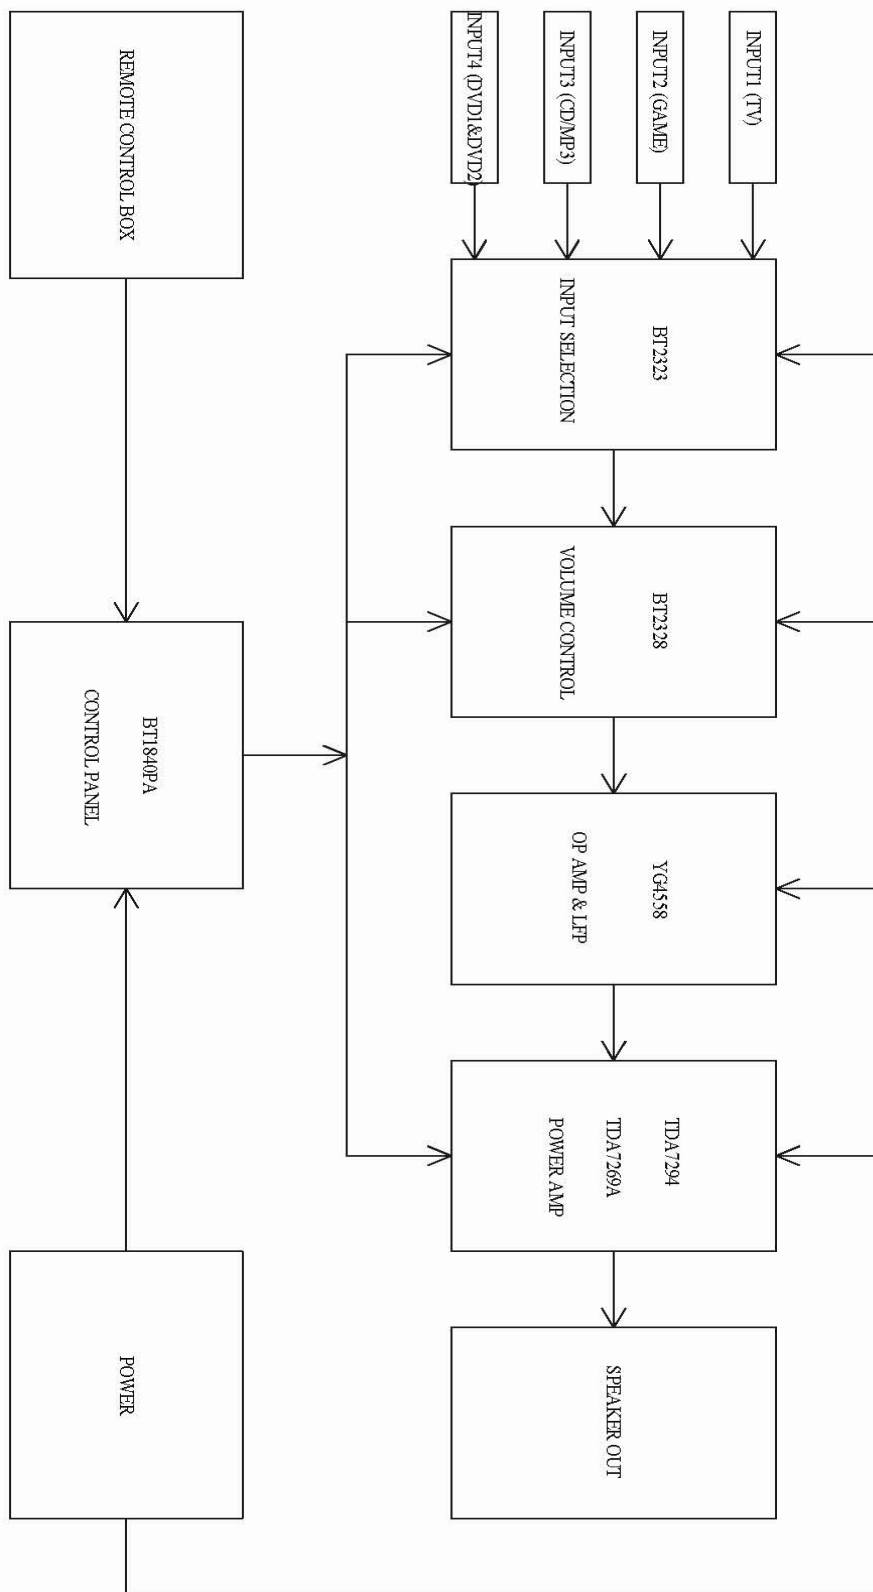 INPUT1 (TV)
INPUT2 (GAME)
INPUT3 (CD/MP3)
INPUT4 (DVD1&DVD2)
BT2323
INPUT SELECTION
BT2328
VOLUME CONTROL
YG4558
OP AMP & LFP
TDA7294
TDA7269A
POWER AMP
SPEAKER OUT
REMOTE CONTROL BOX
BT1840PA
CONTROL PANEL
POWER